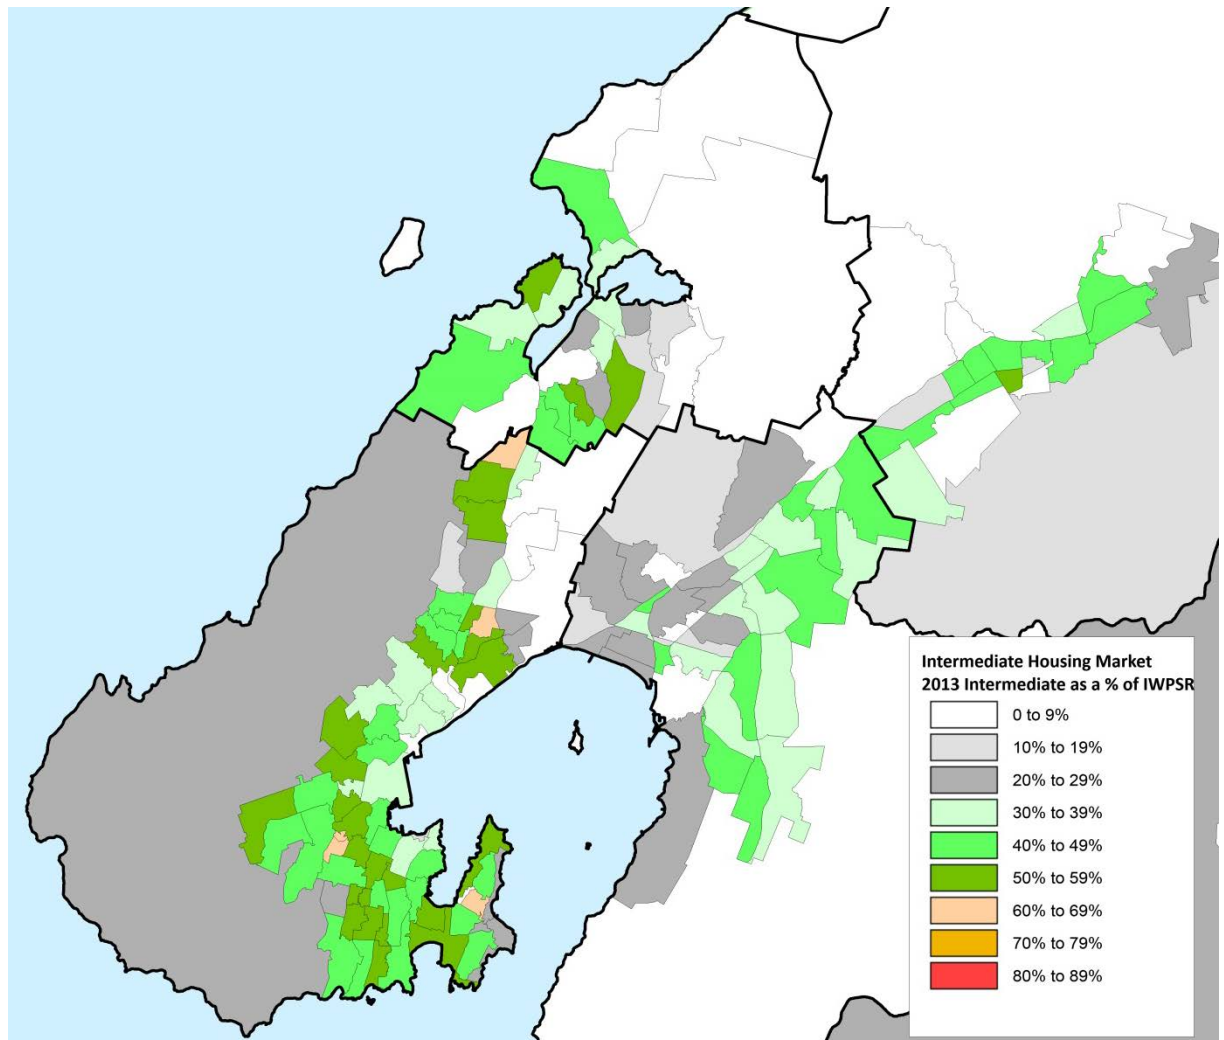 Intermediate Housing Market
2013 Intermediate as a % of IWPSR
0 to 9%
10% to 19%
20% to 29%
30% to 39%
40% to 49%
50% to 59%
60% to 69%
70% to 79%
80% to 89%